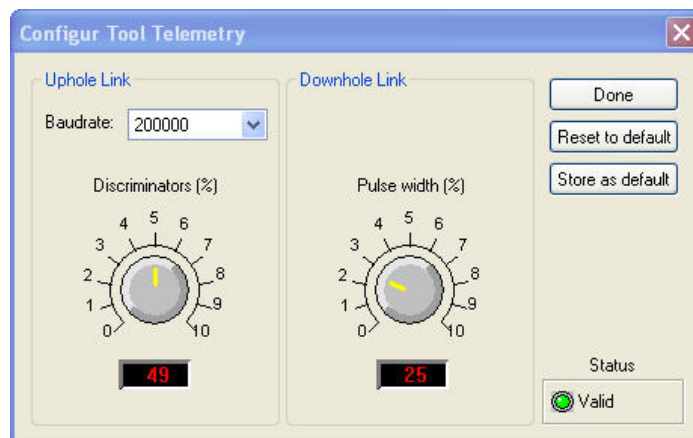 Configur Tool Telemetry
Uphole Link
Baudrate: 200000
Discriminators (%)
0 1 2 3 4 5 6 7 8 9 10
49
Downhole Link
Pulse width (%)
0 1 2 3 4 5 6 7 8 9 10
25
Done
Reset to default
Store as default
Status
Valid